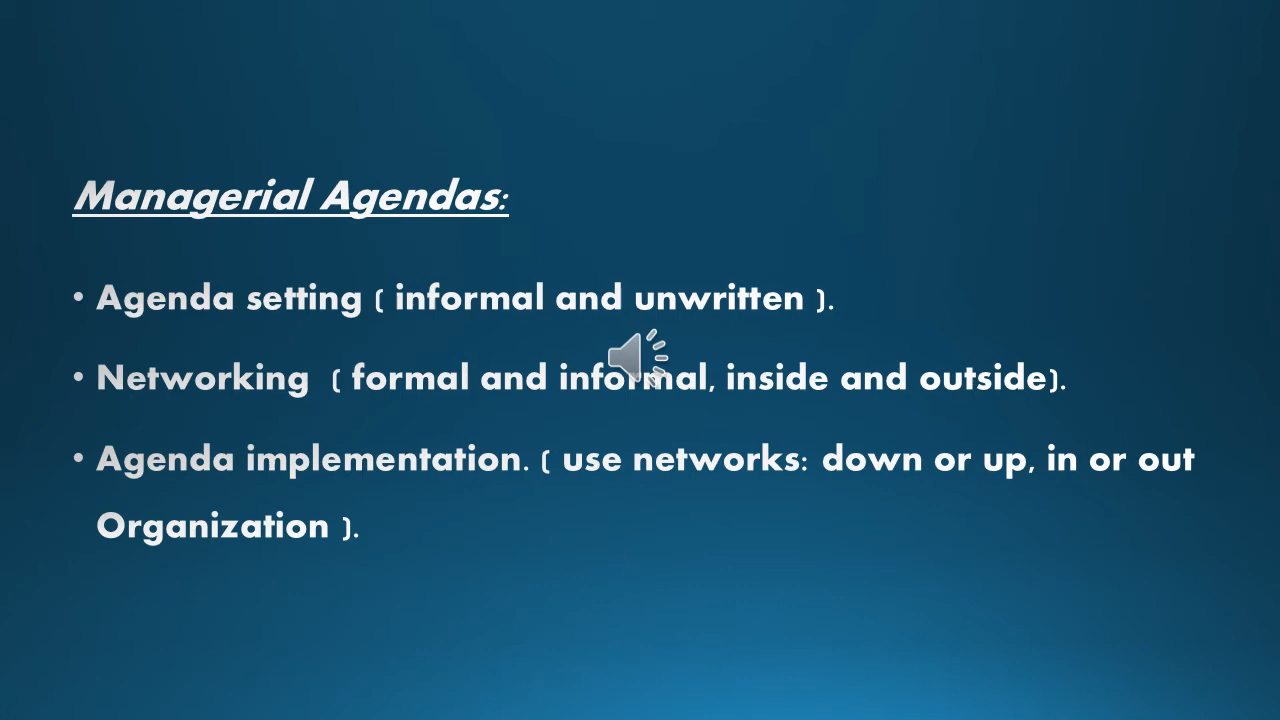 Managerial Agendas:
• Agenda setting ( informal and unwritten ).
• Networking ( formal and informal, inside and outside).
• Agenda implementation. ( use networks: down or up, in or out
Organization ).